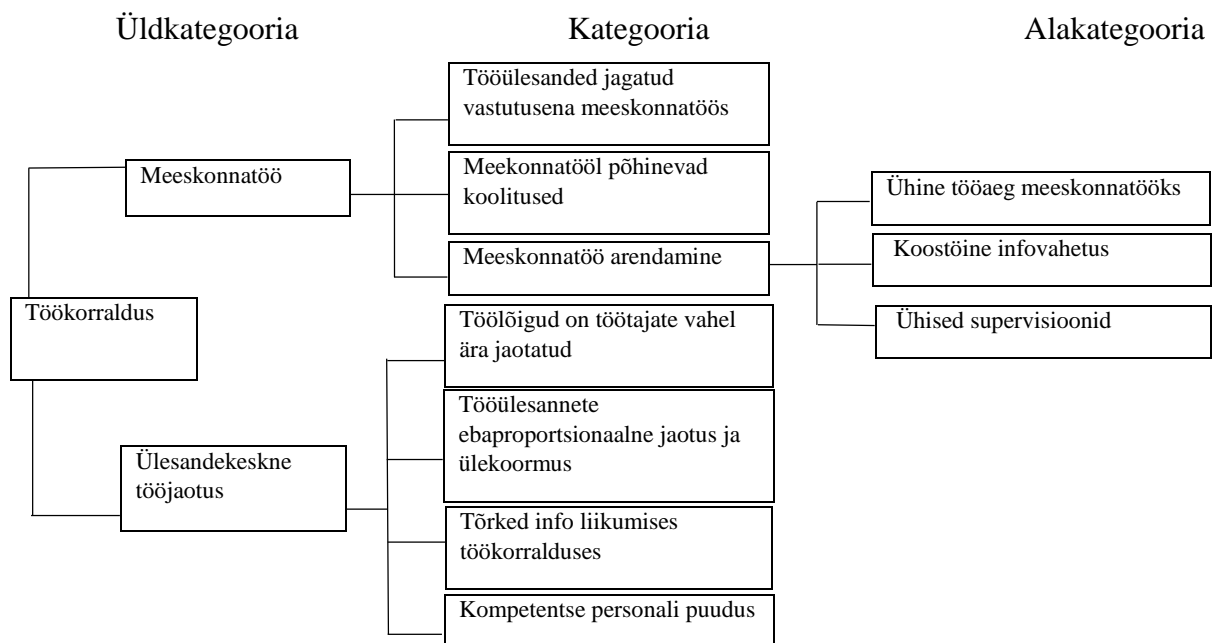 Üldkategooria
Kategooria
Alakategooria
Töökorraldus
Meeskonnatöö
Tööülesanded jagatud
vastutusena meeskonnatöös
Meekonnatööl põhinevad
koolitused
Meeskonnatöö arendamine
Ühine tööaeg meeskonnatööks
Koostöine infovahetus
Ühised supervisioonid
Ülesandekeskne
tööjaotus
Töölõigud on töötajate vahel
ära jaotatud
Tööülesannete
ebaproportsionaalne jaotus ja
ülekoormus
Tõrked info liikumises
töökorralduses
Kompetentse personali puudus